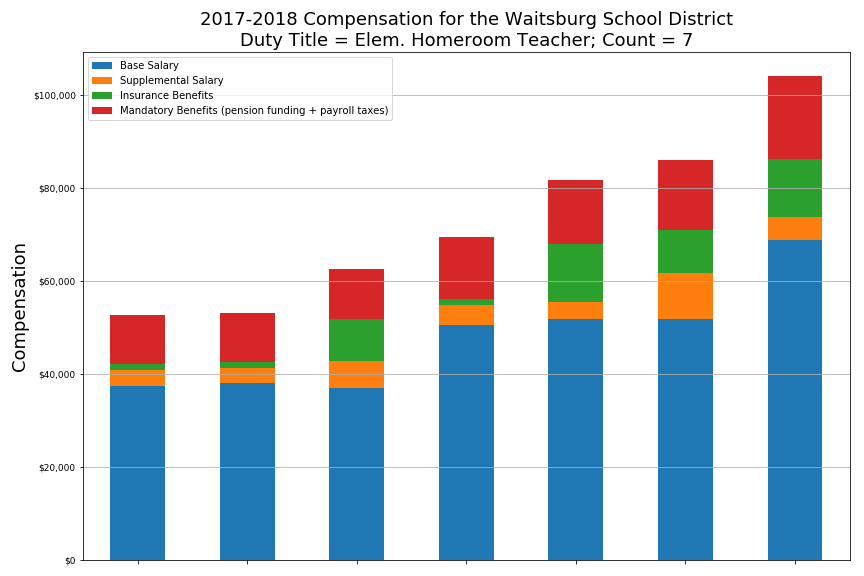 2017-2018 Compensation for the Waitsburg School District
Duty Title = Elem. Homeroom Teacher; Count = 7
Base Salary
Supplemental Salary
Insurance Benefits
Mandatory Benefits (pension funding + payroll taxes)
$100,000
$80,000
$60,000
$40,000
$20,000
$0
Compensation